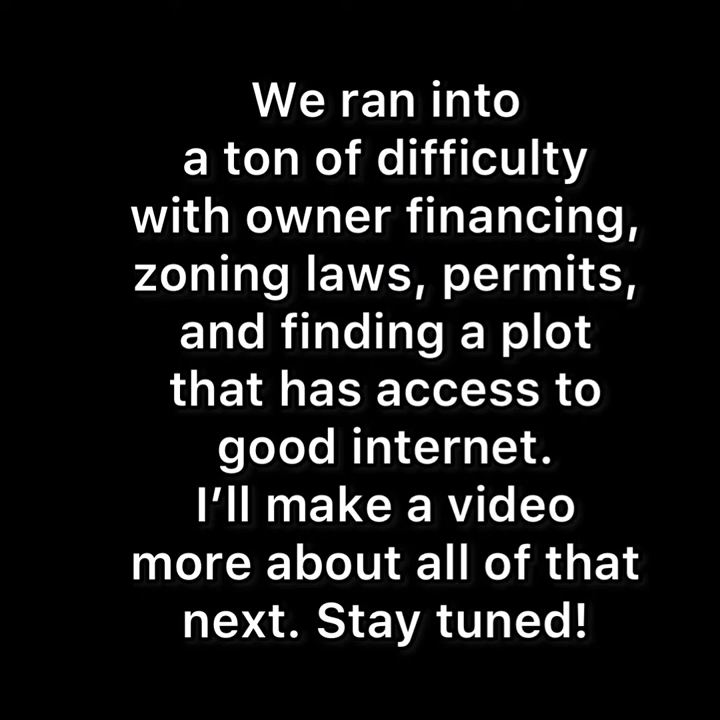 We ran into
a ton of difficulty
with owner financing,
zoning laws, permits,
and finding a plot
that has access to
good internet.
I’ll make a video
more about all of that
next. Stay tuned!